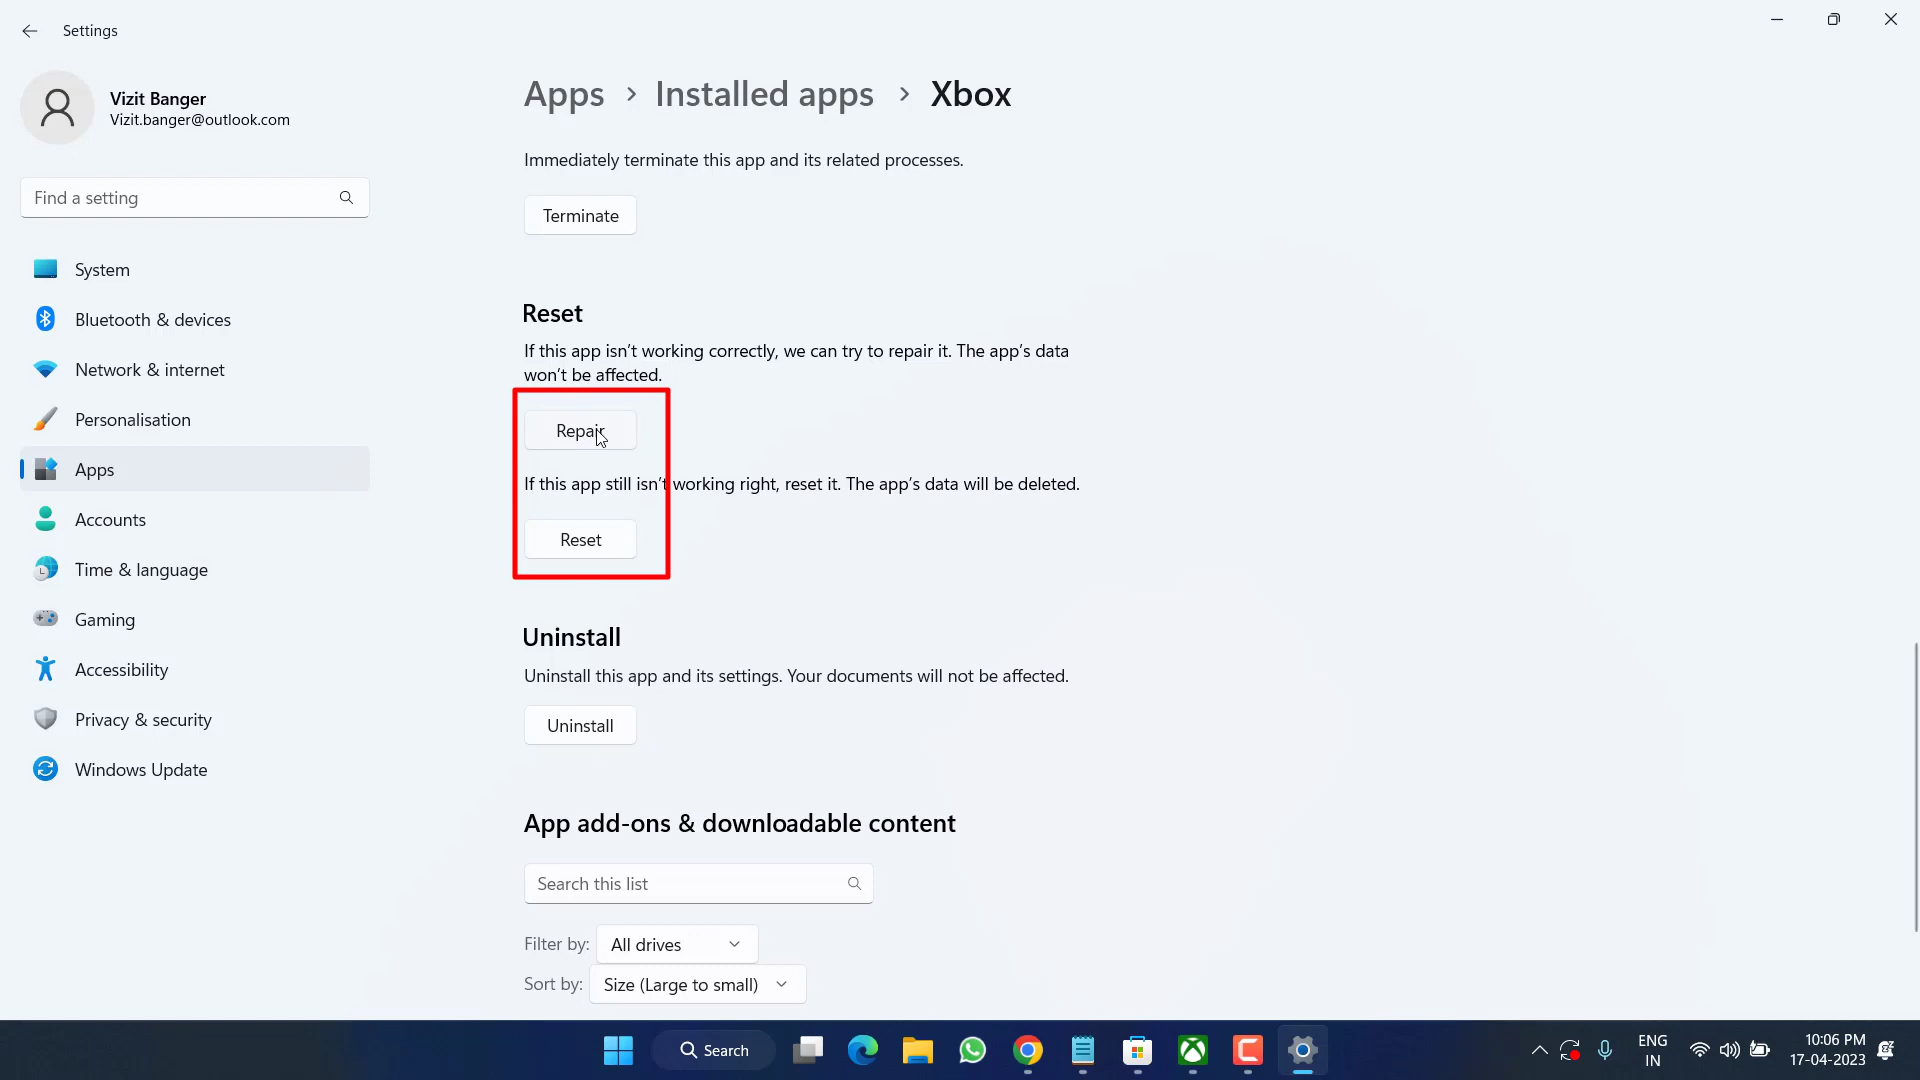 Settings
Vizit Banger
Vizit.banger@outlook.com
Find a setting
System
Bluetooth & devices
Network & internet
Personalisation
Apps
Accounts
Time & language
Gaming
Accessibility
Privacy & security
Windows Update
Apps > Installed apps > Xbox
Immediately terminate this app and its related processes.
Terminate
Reset
If this app isn't working correctly, we can try to repair it. The app's data
won't be affected.
Repair
If this app still isn't working right, reset it. The app's data will be deleted.
Reset
Uninstall
Uninstall this app and its settings. Your documents will not be affected.
Uninstall
App add-ons & downloadable content
Search this list
Filter by: All drives
Sort by: Size (Large to small)
Search
ENG
IN
10:06 PM
17-04-2023